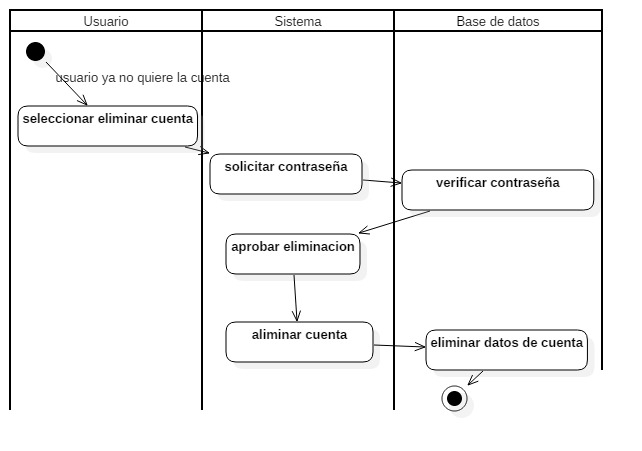 Usuario
Sistema
Base de datos
usuario ya no quiere la cuenta
seleccionar eliminar cuenta
solicitar contraseña
verificar contraseña
aprobar eliminacion
aliminar cuenta
eliminar datos de cuenta